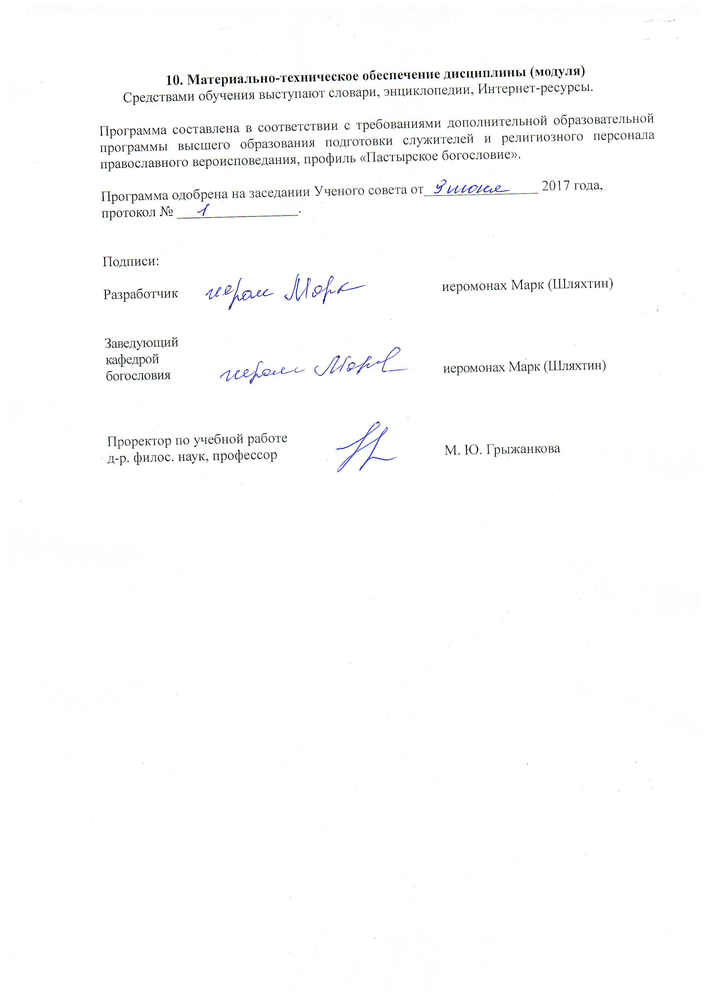 10. Материально-техническое обеспечение дисциплины (модуля)
Средствами обучения выступают словари, энциклопедии, Интернет-ресурсы.
Программа составлена в соответствии с требованиями дополнительной образовательной
программы высшего образования подготовки служителей и религиозного персонала
православного вероисповедания, профиль «Пастырское богословие».
Программа одобрена на заседании Ученого совета от 9 июня 2017 года,
протокол № 1.
Подписи:
Разработчик иером Марк иеромонах Марк (Шляхтин)
Заведующий
кафедрой
богословия иером Марк иеромонах Марк (Шляхтин)
Проректор по учебной работе
д-р. филос. наук, профессор М. Ю. Грыжанкова